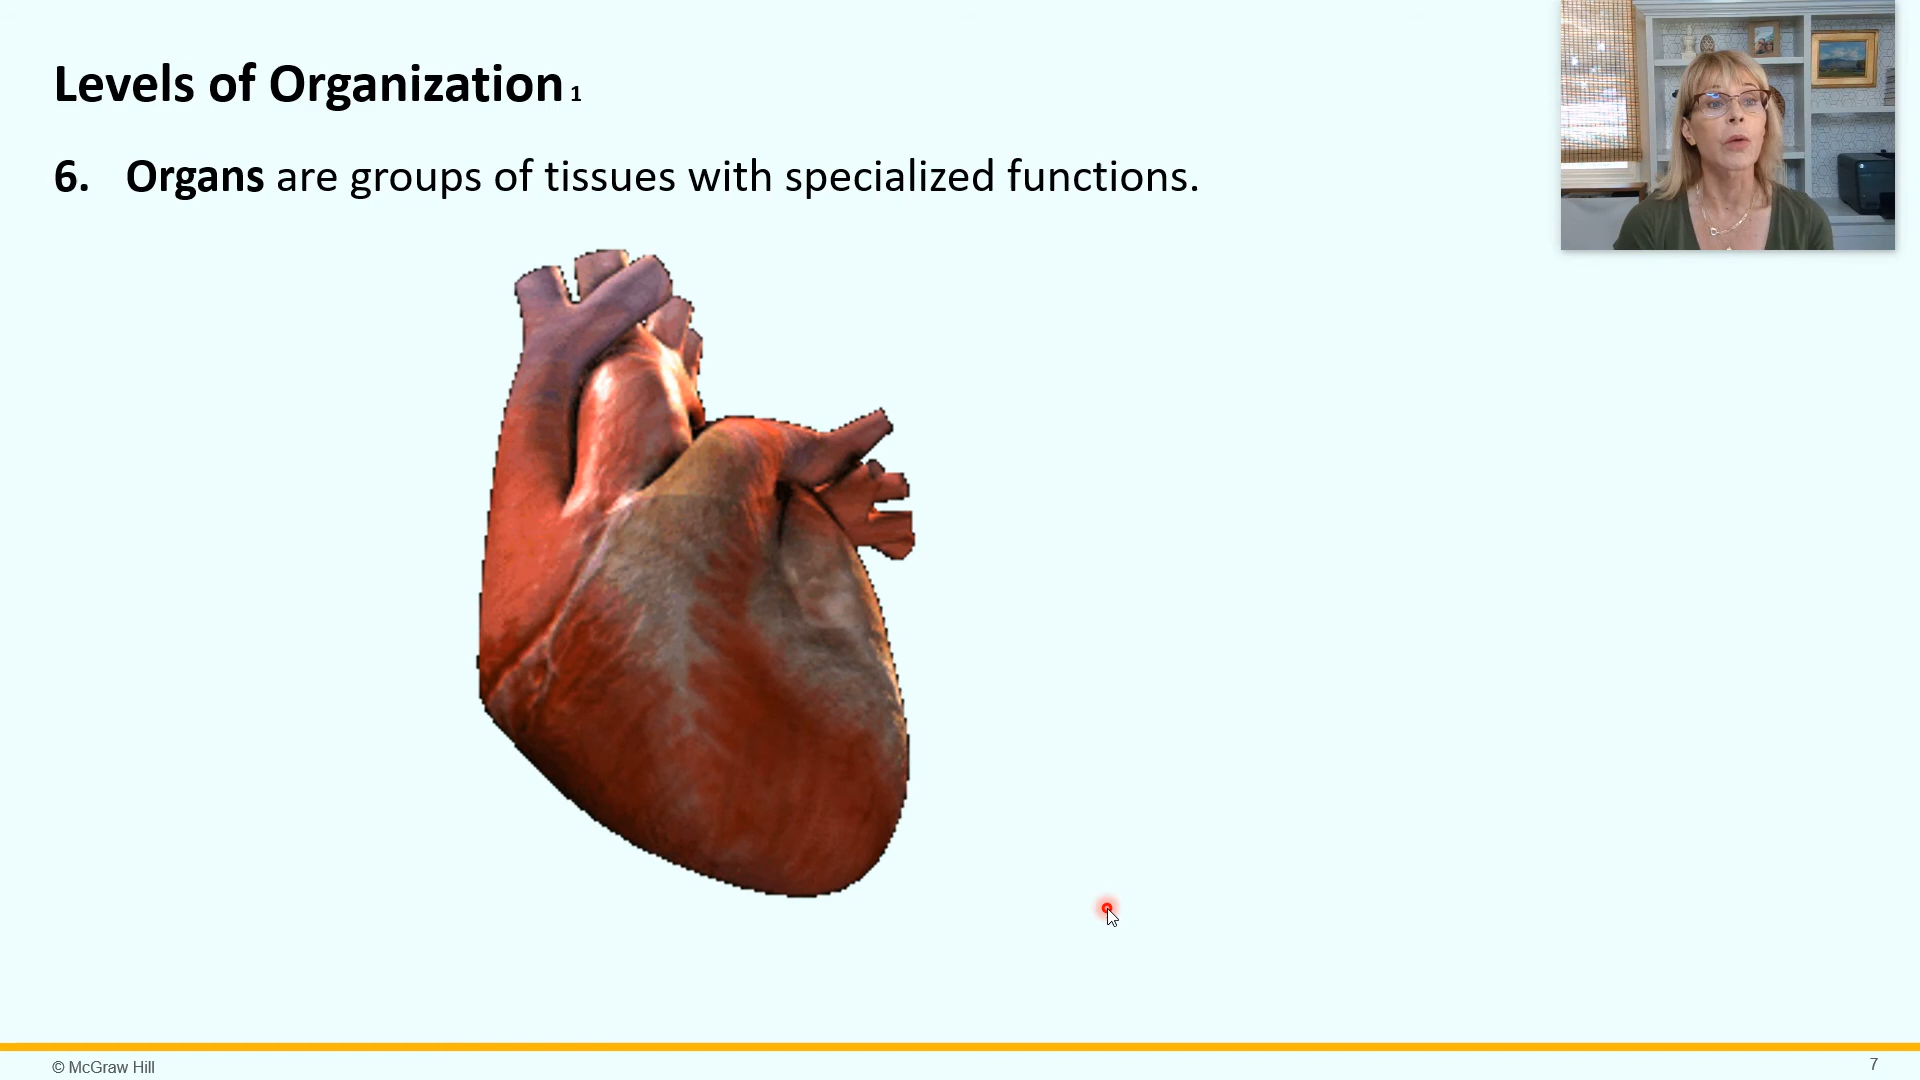 Levels of Organization 1
6. Organs are groups of tissues with specialized functions.
© McGraw Hill
7